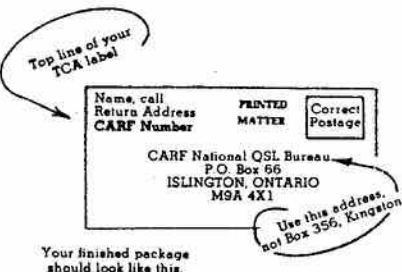 Top line of your
TCA label
Name, call
Return Address
CARF Number
PRINTED
MATTER
Correct
Postage
CARF National QSL Bureau
P.O. Box 66
ISLINGTON, ONTARIO
M9A 4X1
Use this address,
not Box 356, Kingston
Your finished package
should look like this.